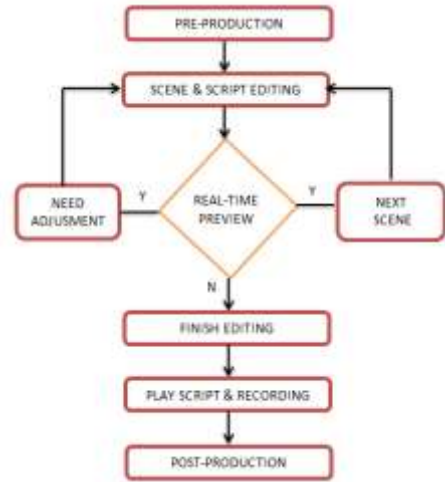 PRE-PRODUCTION
SCENE & SCRIPT EDITING
Y
Y
NEED
ADJUSMENT
REAL-TIME
PREVIEW
NEXT
SCENE
N
FINISH EDITING
PLAY SCRIPT & RECORDING
POST-PRODUCTION